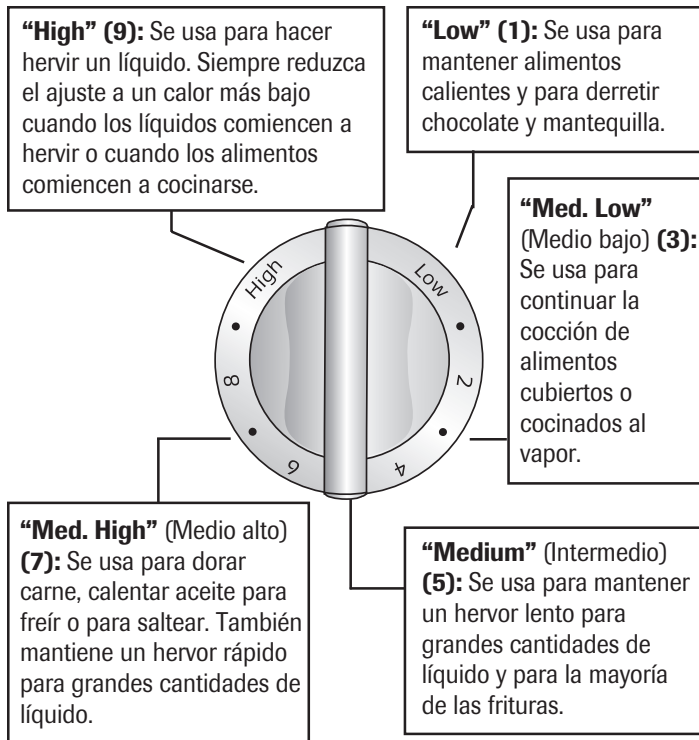 “High” (9): Se usa para hacer
hervir un líquido. Siempre reduzca
el ajuste a un calor más bajo
cuando los líquidos comiencen a
hervir o cuando los alimentos
comiencen a cocinarse.
“Low” (1): Se usa para
mantener alimentos
calientes y para derretir
chocolate y mantequilla.
“Med. Low”
(Medio bajo) (3):
Se usa para
continuar la
cocción de
alimentos
cubiertos o
cocinados al
vapor.
High
Low
2
4
6
8
“Med. High” (Medio alto)
(7): Se usa para dorar
carne, calentar aceite para
freír o para saltear. También
mantiene un hervor rápido
para grandes cantidades de
líquido.
“Medium” (Intermedio)
(5): Se usa para mantener
un hervor lento para
grandes cantidades de
líquido y para la mayoría
de las frituras.